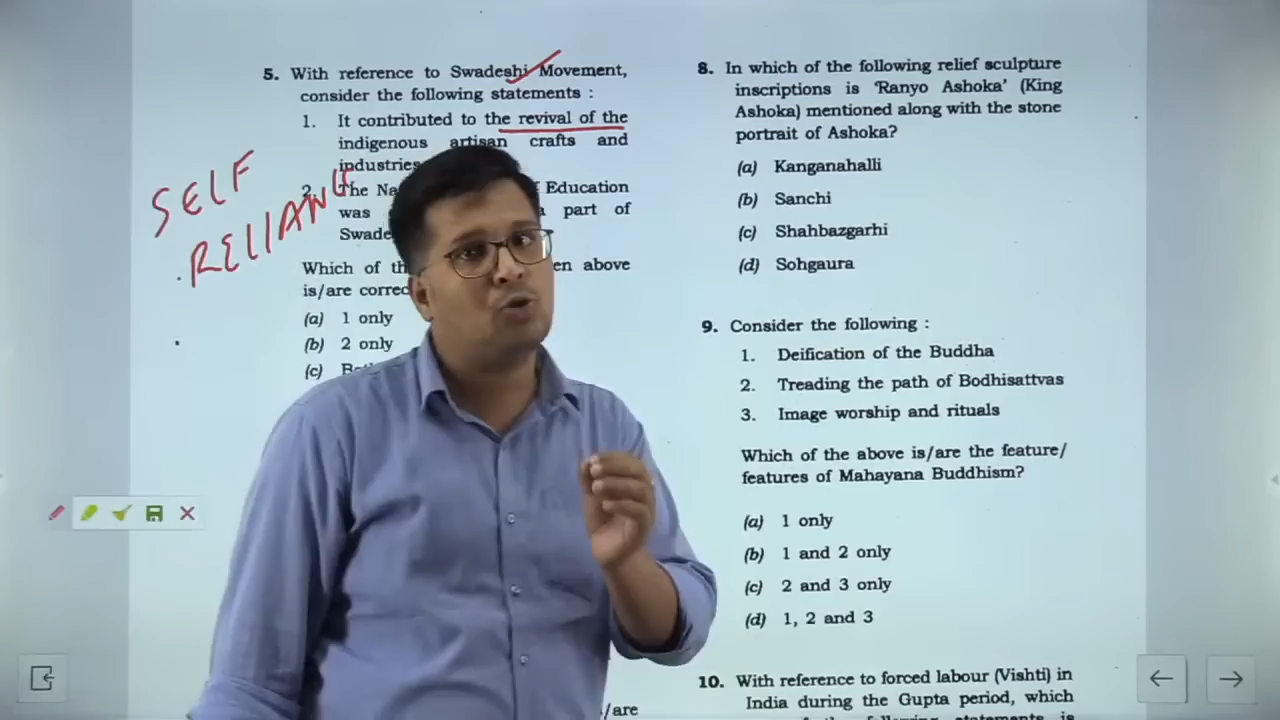 5. With reference to Swadeshi Movement,
consider the following statements :
1. It contributed to the revival of the
indigenous artisan crafts and
industries
2. The Education
was part of
Swade
Which of th en above
is/are correc
(a) 1 only
(b) 2 only
(c)
SELF
RELIANCE
/are
8. In which of the following relief sculpture
inscriptions is 'Ranyo Ashoka' (King
Ashoka) mentioned along with the stone
portrait of Ashoka?
(a) Kanganahalli
(b) Sanchi
(c) Shahbazgarhi
(d) Sohgaura
9. Consider the following :
1. Deification of the Buddha
2. Treading the path of Bodhisattvas
3. Image worship and rituals
Which of the above is/are the feature/
features of Mahayana Buddhism?
(a) 1 only
(b) 1 and 2 only
(c) 2 and 3 only
(d) 1, 2 and 3
10. With reference to forced labour (Vishti) in
India during the Gupta period, which